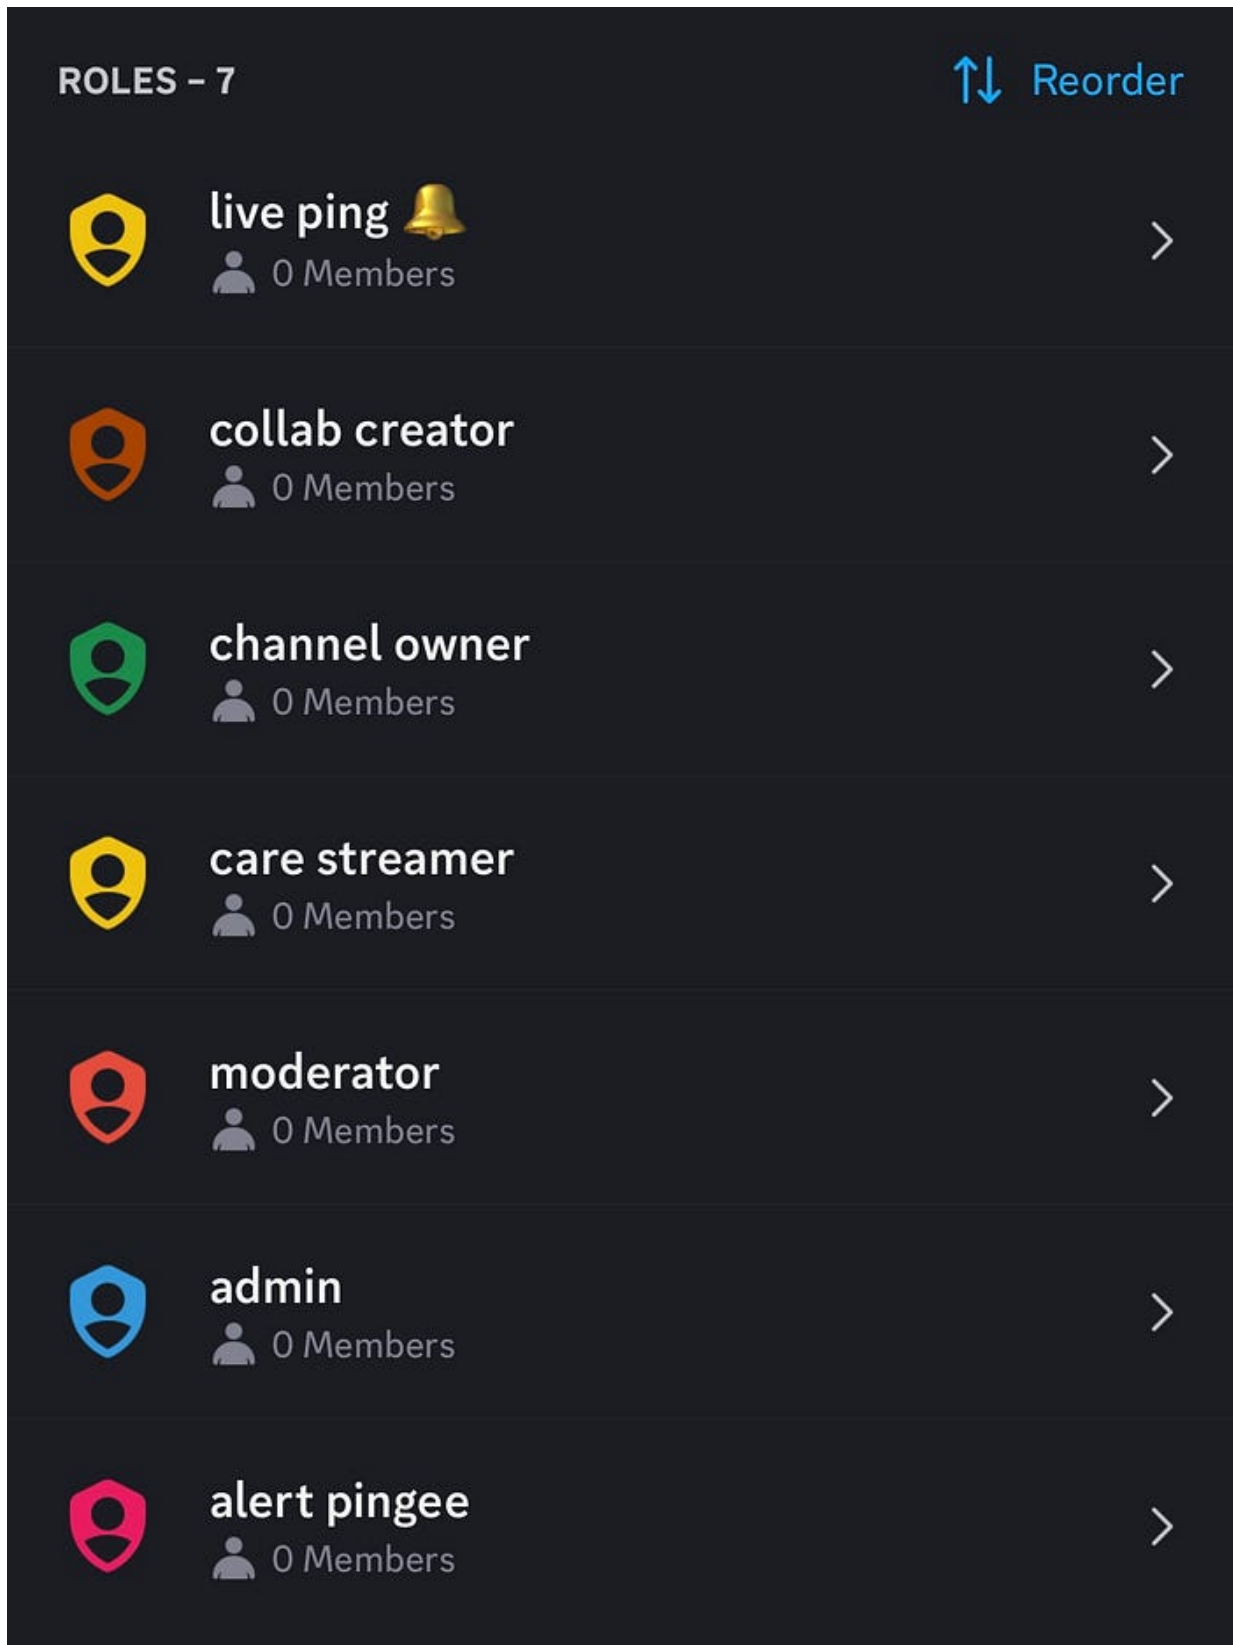 ROLES – 7
Reorder
live ping 🔔
0 Members
collab creator
0 Members
channel owner
0 Members
care streamer
0 Members
moderator
0 Members
admin
0 Members
alert pingee
0 Members